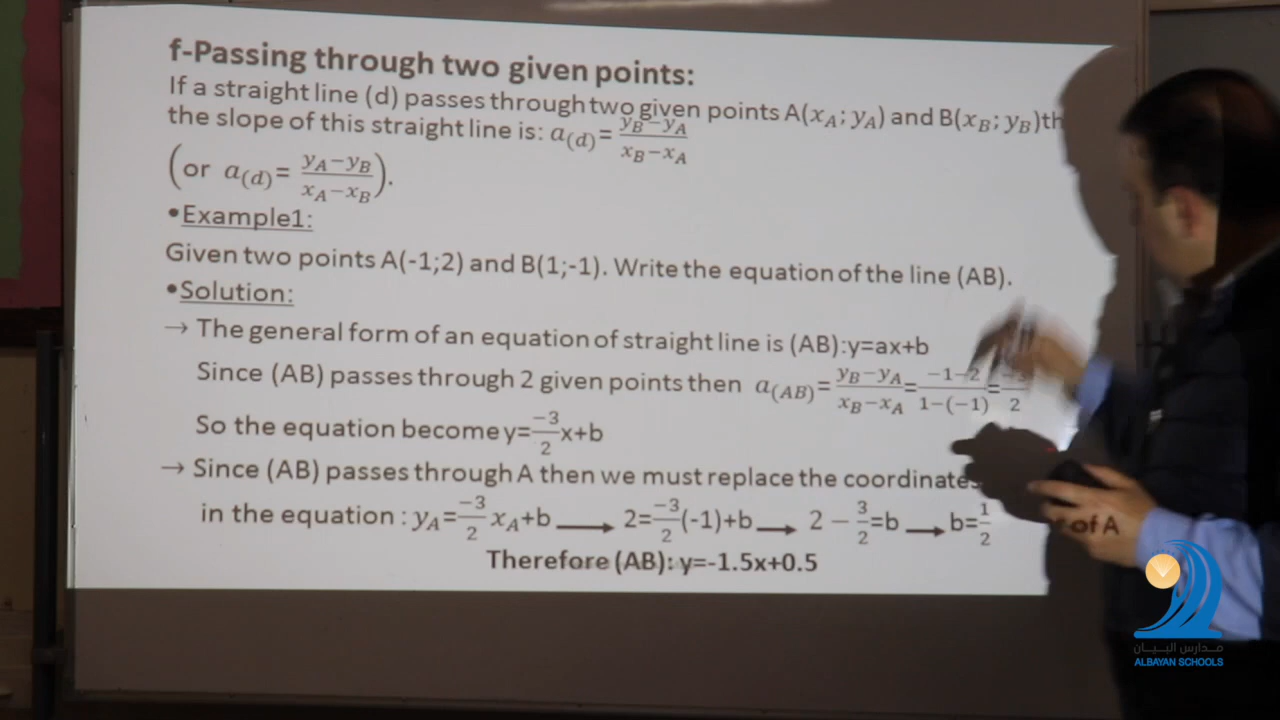 f-Passing through two given points:
If a straight line (d) passes through two given points A(x_A; y_A) and B(x_B; y_B)th
the slope of this straight line is: a_(d)= (y_B−y_A)/(x_B−x_A)
(or a_(d)= (y_A−y_B)/(x_A−x_B)).
•Example1:
Given two points A(-1;2) and B(1;-1). Write the equation of the line (AB).
•Solution:
→ The general form of an equation of straight line is (AB):y=ax+b
Since (AB) passes through 2 given points then a_(AB)= (y_B−y_A)/(x_B−x_A) = (−1−2)/(1−(−1)) = −3/2
So the equation become y= −3/2 x+b
→ Since (AB) passes through A then we must replace the coordinates of A
in the equation : y_A= −3/2 x_A+b → 2= −3/2 (-1)+b → 2 − 3/2 =b → b= 1/2
Therefore (AB): y=-1.5x+0.5
مدارس البيان
ALBAYAN SCHOOLS